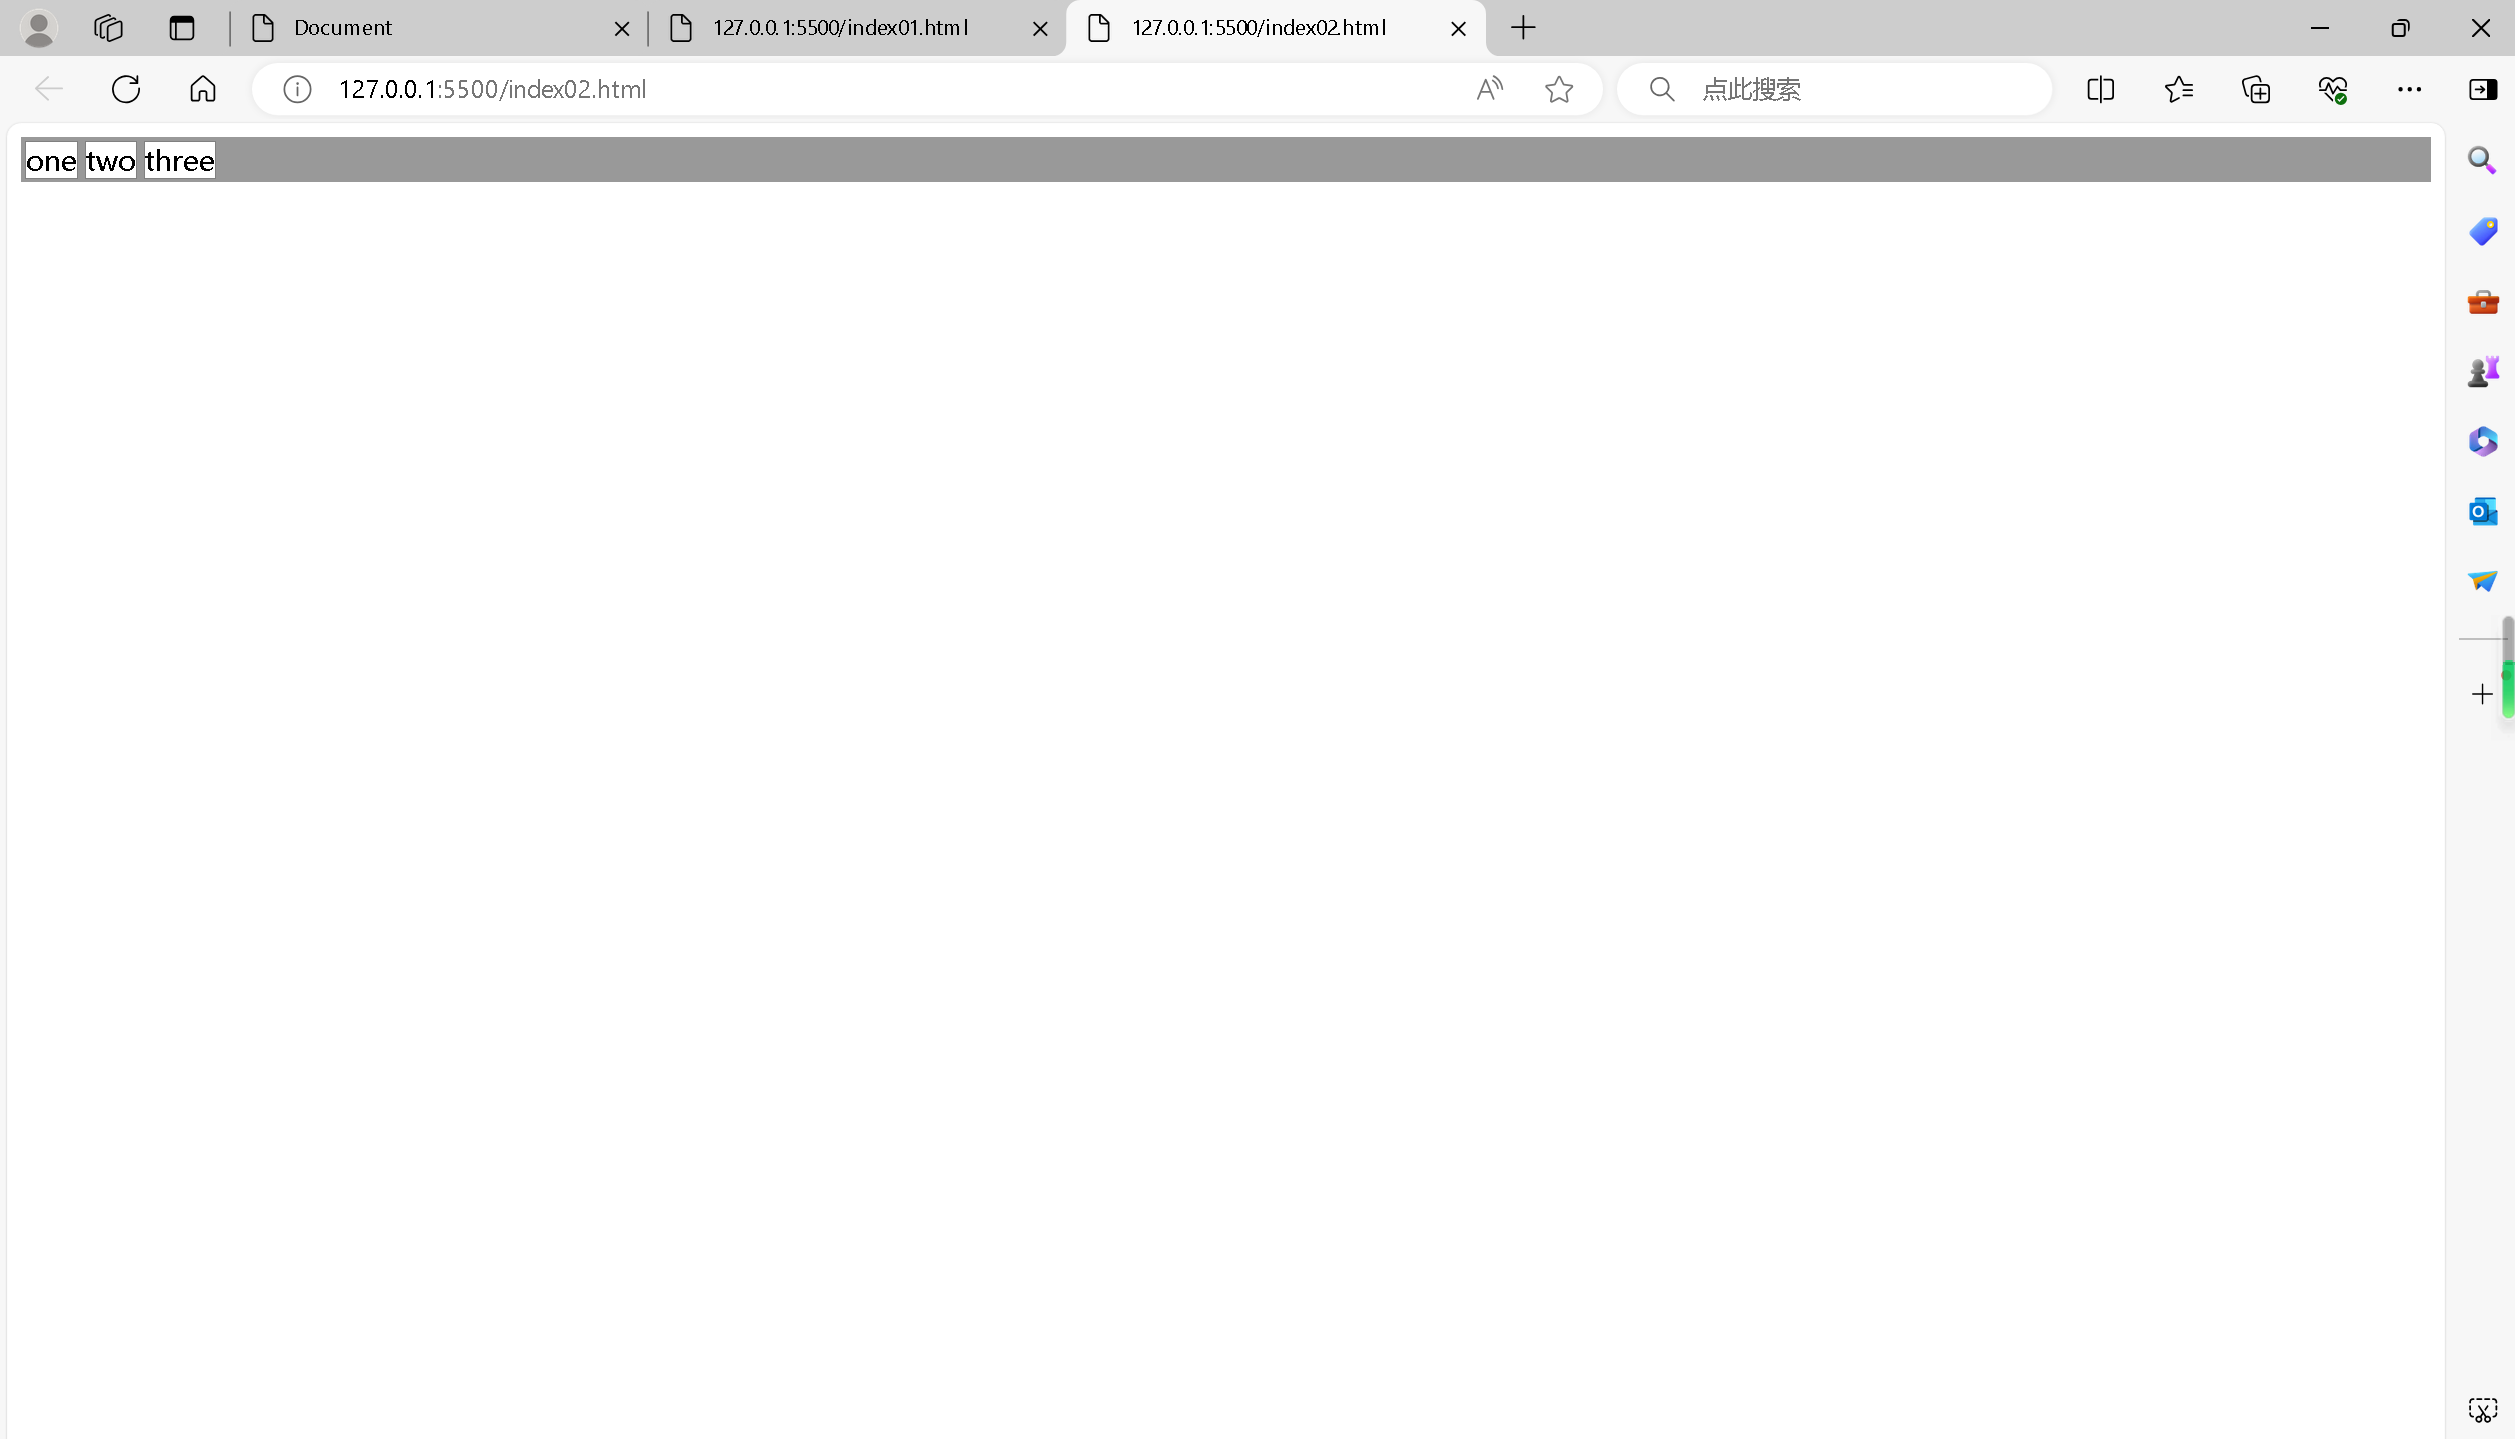 Document
127.0.0.1:5500/index01.html
127.0.0.1:5500/index02.html
127.0.0.1:5500/index02.html
点此搜索
one two three